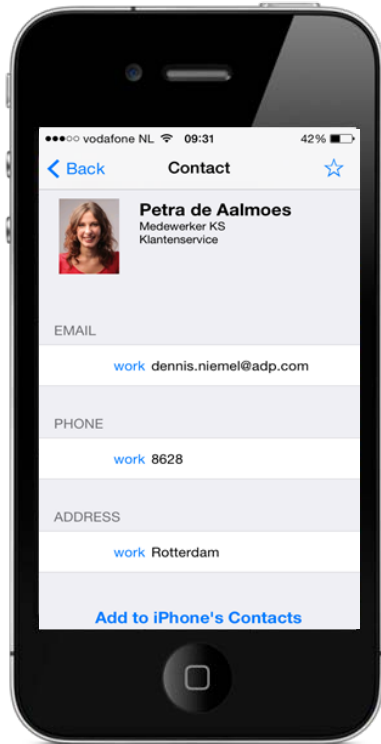 vodafone NL 09:31 42%
Back Contact
Petra de Aalmoes
Medewerker KS
Klantenservice
EMAIL
work dennis.niemel@adp.com
PHONE
work 8628
ADDRESS
work Rotterdam
Add to iPhone's Contacts